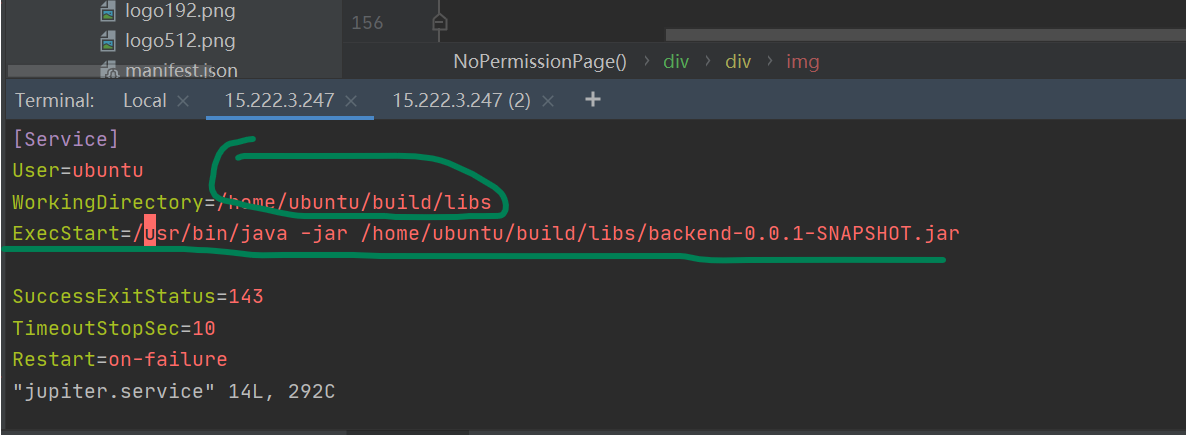 logo192.png
156
logo512.png
manifest.json
NoPermissionPage() › div › div › img
Terminal: Local × 15.222.3.247 × 15.222.3.247 (2) × +
[Service]
User=ubuntu
WorkingDirectory=/home/ubuntu/build/libs
ExecStart=/usr/bin/java -jar /home/ubuntu/build/libs/backend-0.0.1-SNAPSHOT.jar
SuccessExitStatus=143
TimeoutStopSec=10
Restart=on-failure
"jupiter.service" 14L, 292C